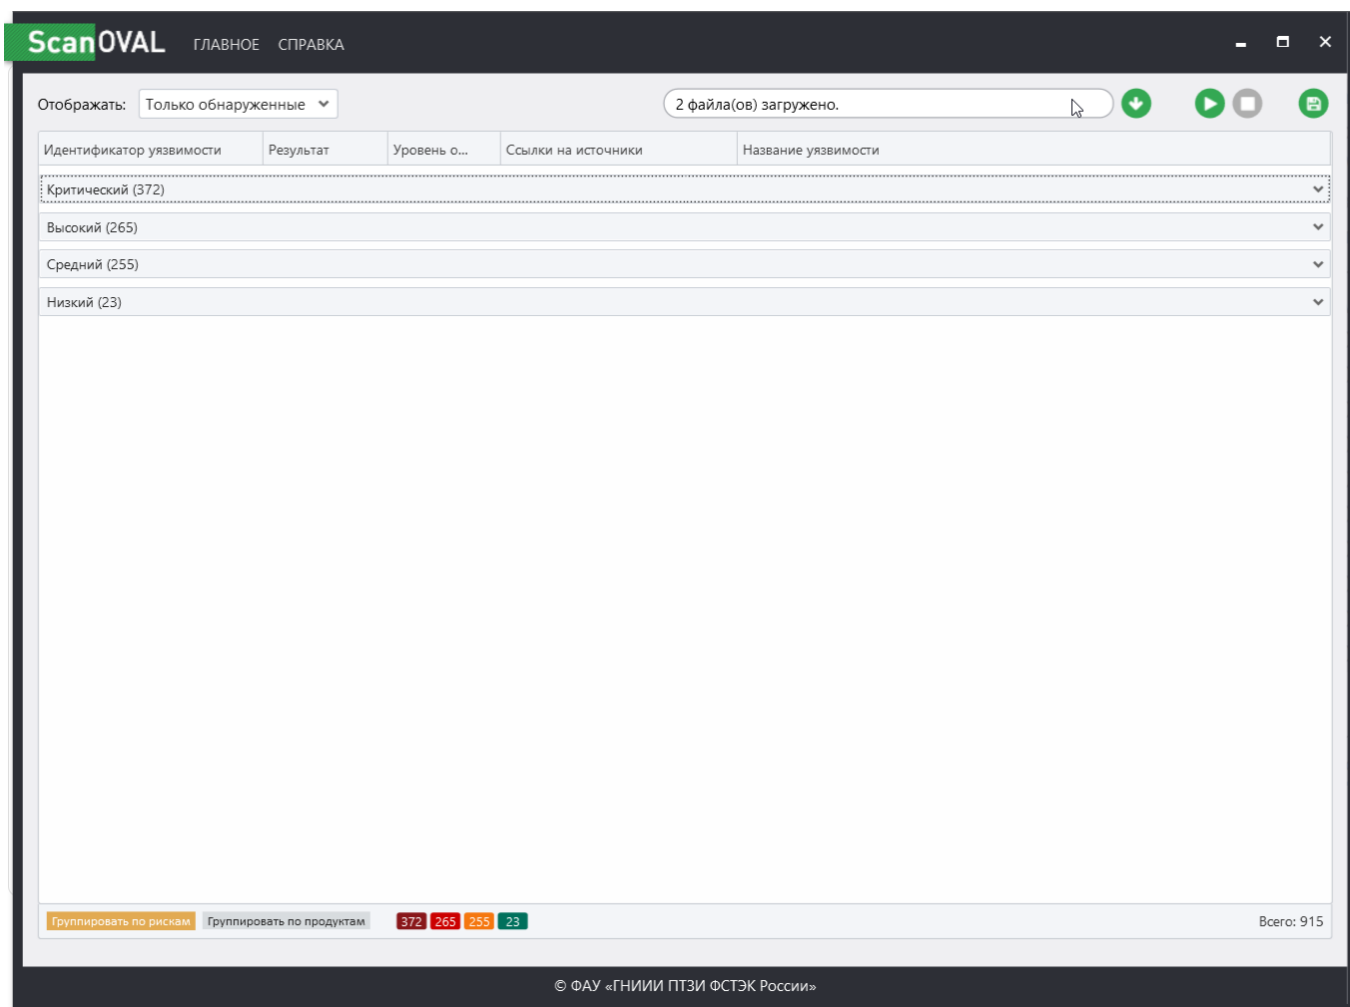 ScanOVAL ГЛАВНОЕ СПРАВКА
Отображать: Только обнаруженные 2 файла(ов) загружено.
Идентификатор уязвимости Результат Уровень о... Ссылки на источники Название уязвимости
Критический (372)
Высокий (265)
Средний (255)
Низкий (23)
Группировать по рискам Группировать по продуктам 372 265 255 23 Всего: 915
© ФАУ «ГНИИИ ПТЗИ ФСТЭК России»